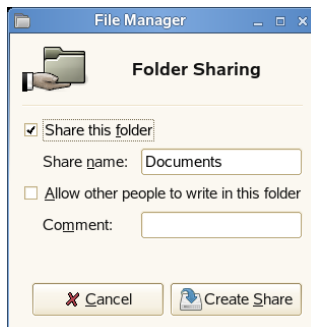 File Manager
Folder Sharing
Share this folder
Share name: Documents
Allow other people to write in this folder
Comment:
Cancel Create Share